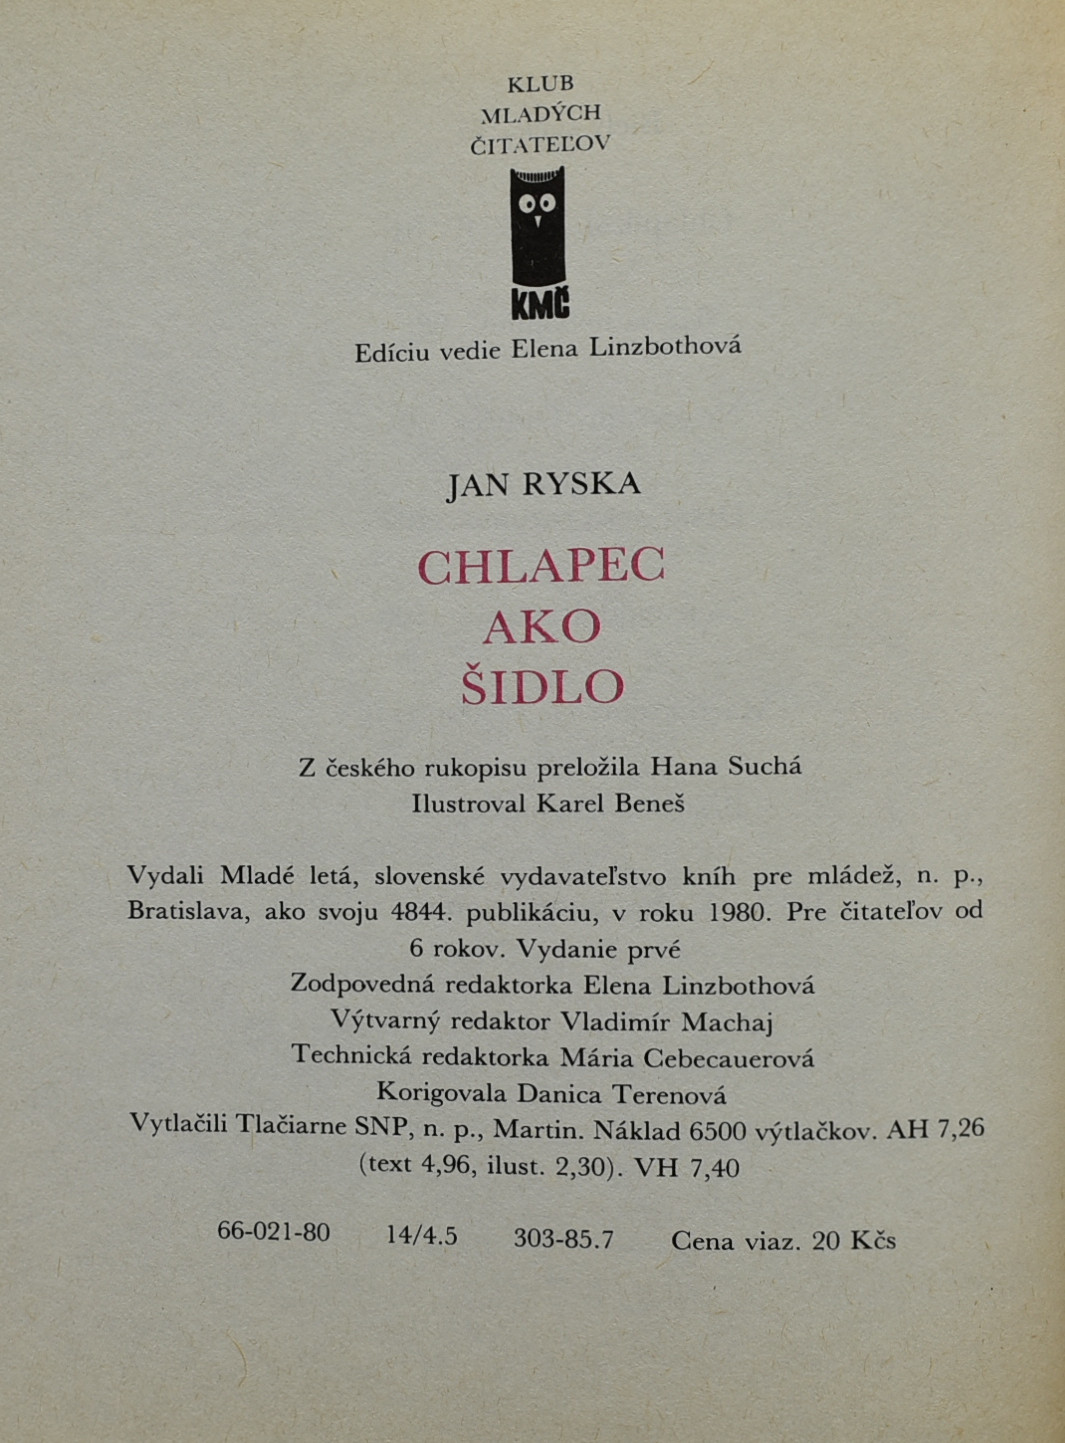 KLUB
MLADÝCH
ČITATEĽOV
KMČ
Edíciu vedie Elena Linzbothová
JAN RYSKA
CHLAPEC
AKO
ŠIDLO
Z českého rukopisu preložila Hana Suchá
Ilustroval Karel Beneš
Vydali Mladé letá, slovenské vydavateľstvo kníh pre mládež, n. p.,
Bratislava, ako svoju 4844. publikáciu, v roku 1980. Pre čitateľov od
6 rokov. Vydanie prvé
Zodpovedná redaktorka Elena Linzbothová
Výtvarný redaktor Vladimír Machaj
Technická redaktorka Mária Cebecauerová
Korigovala Danica Terenová
Vytlačili Tlačiarne SNP, n. p., Martin. Náklad 6500 výtlačkov. AH 7,26
(text 4,96, ilust. 2,30). VH 7,40
66-021-80 14/4.5 303-85.7 Cena viaz. 20 Kčs